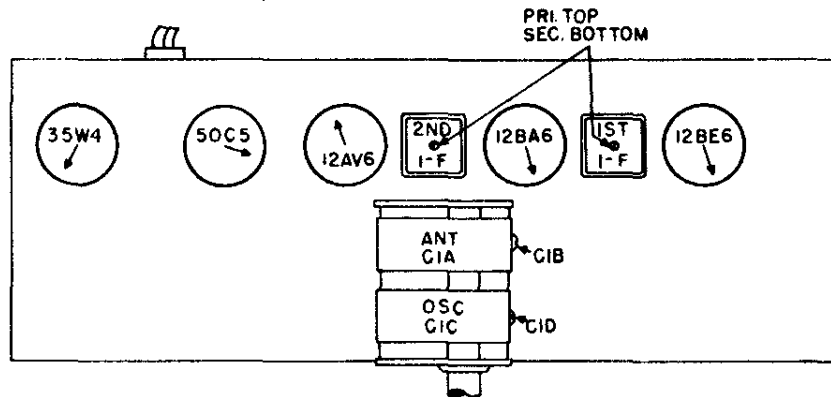 PRI. TOP
SEC. BOTTOM
35W4
50C5
12AV6
2ND
I-F
12BA6
1ST
I-F
12BE6
ANT
C1A
C1B
OSC
C1C
C1D